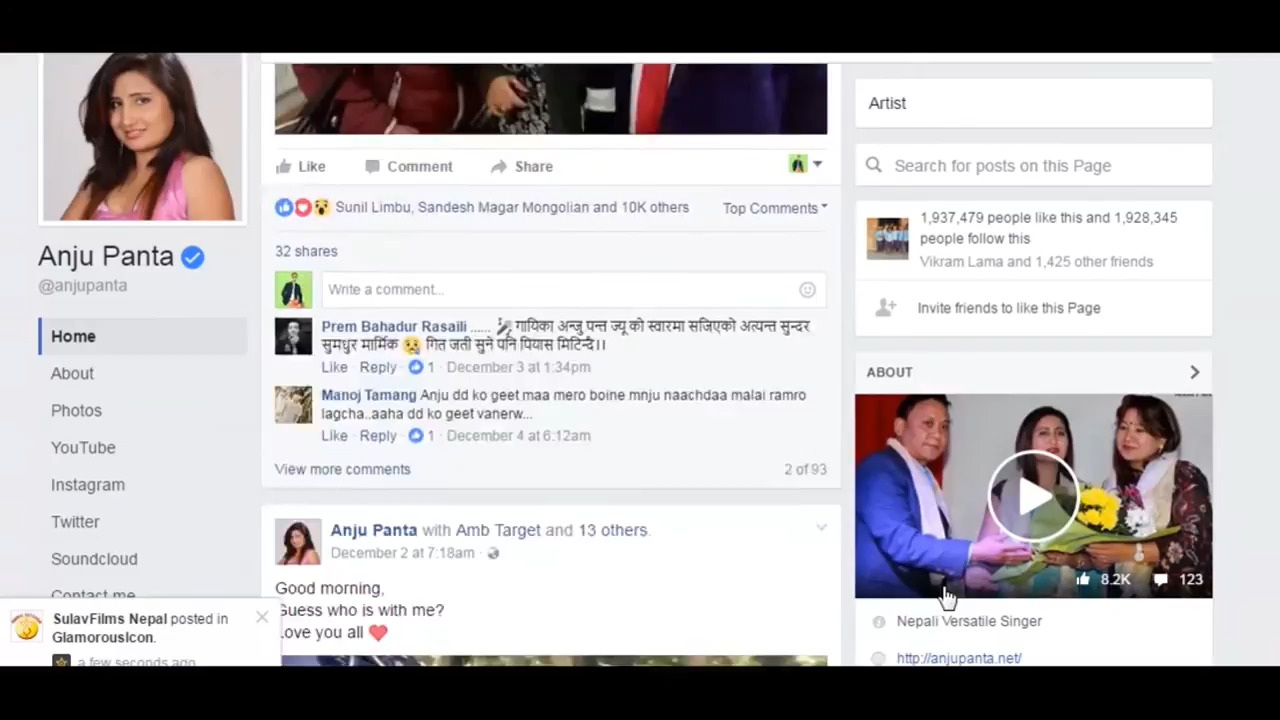 Anju Panta
@anjupanta
Home
About
Photos
YouTube
Instagram
Twitter
Soundcloud
Contact me
SulavFilms Nepal posted in
GlamorousIcon.
a few seconds ago
Like Comment Share
Sunil Limbu, Sandesh Magar Mongolian and 10K others Top Comments
32 shares
Write a comment...
Prem Bahadur Rasaili ...... 🎤 गायिका अन्जु पन्त ज्यू को स्वारमा सजिएको अत्यन्त सुन्दर
सुमधुर मार्मिक 😢 गित जती सुने पनि पियास मिटिन्दै।।
Like · Reply · 1 · December 3 at 1:34pm
Manoj Tamang Anju dd ko geet maa mero boine mnju naachdaa malai ramro
lagcha..aaha dd ko geet vanerw...
Like · Reply · 1 · December 4 at 6:12am
View more comments 2 of 93
Anju Panta with Amb Target and 13 others.
December 2 at 7:18am ·
Good morning,
Guess who is with me?
Love you all ❤
Artist
Search for posts on this Page
1,937,479 people like this and 1,928,345
people follow this
Vikram Lama and 1,425 other friends
Invite friends to like this Page
ABOUT
8.2K 123
Nepali Versatile Singer
http://anjupanta.net/